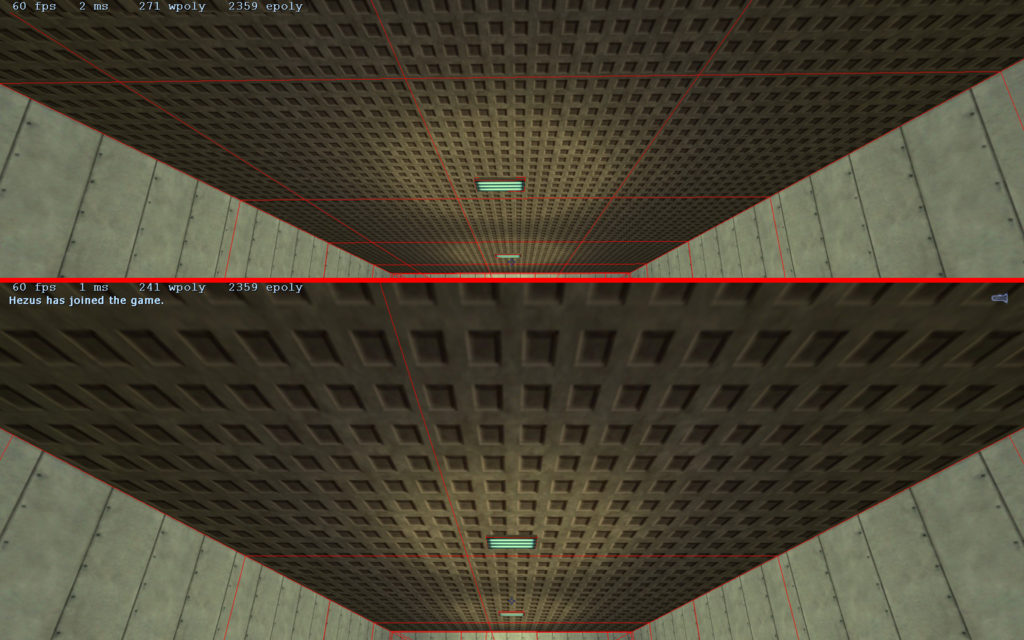 60 fps 2 ms 271 wpoly 2359 epoly
60 fps 1 ms 241 wpoly 2359 epoly
Hezus has joined the game.